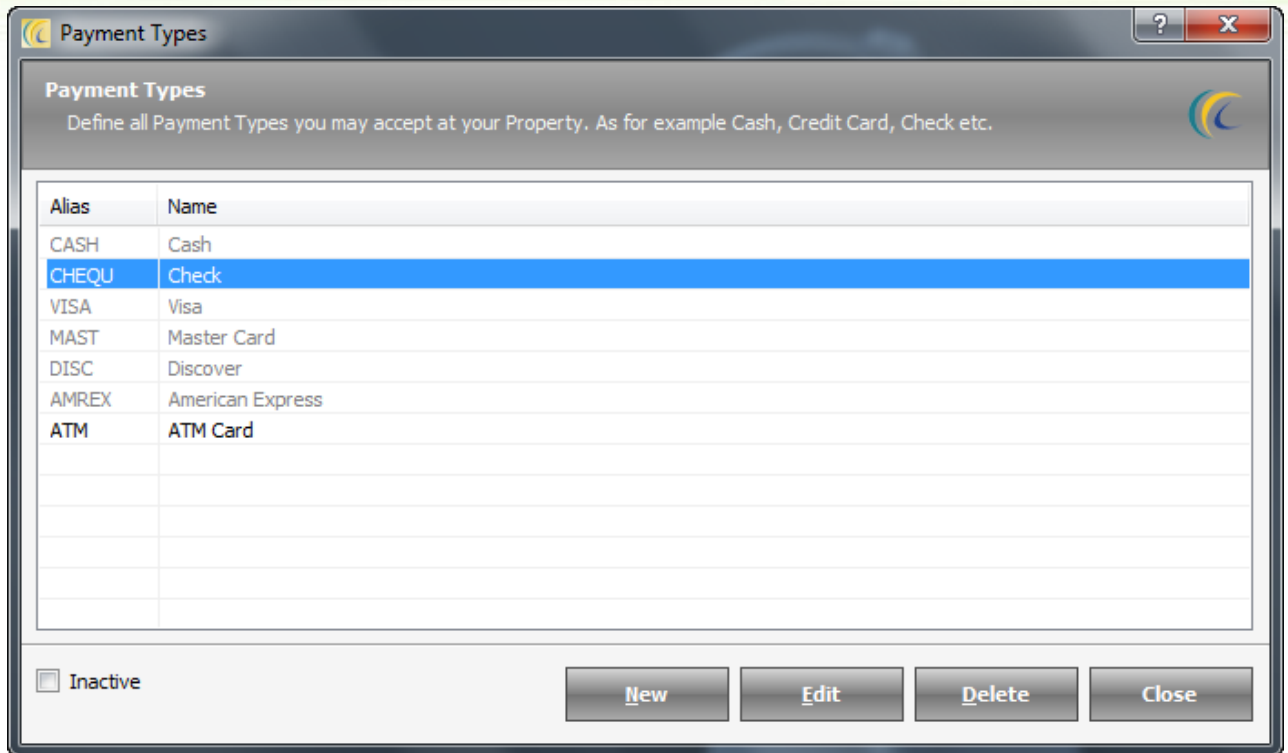 Payment Types
?
X
Payment Types
Define all Payment Types you may accept at your Property. As for example Cash, Credit Card, Check etc.
Alias Name
CASH Cash
CHEQU Check
VISA Visa
MAST Master Card
DISC Discover
AMREX American Express
ATM ATM Card
Inactive New Edit Delete Close